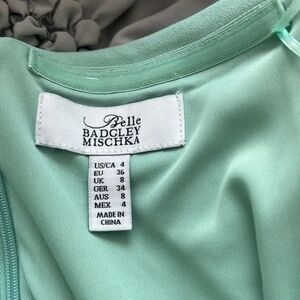 Belle
BADGLEY
MISCHKA
US/CA 4
EU 36
UK 8
GER 34
AUS 8
MEX 4
MADE IN
CHINA